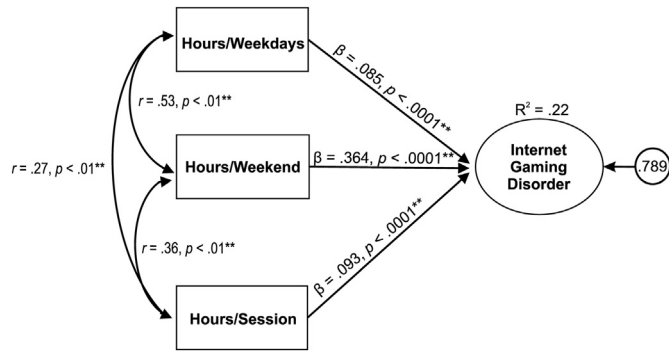 Hours/Weekdays
β = .085, p < .0001**
R² = .22
r = .53, p < .01**
r = .27, p < .01**
Hours/Weekend
β = .364, p < .0001**
Internet
Gaming
Disorder
.789
r = .36, p < .01**
β = .093, p < .0001**
Hours/Session